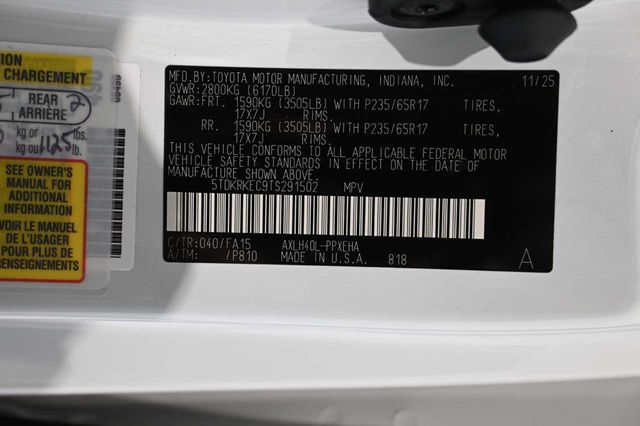 ION
CHARGEMENT
REAR 2
ARRIÈRE
kg or 1125 lbs.
kg ou lb.
SEE OWNER'S
MANUAL FOR
ADDITIONAL
INFORMATION
VOIR LE MANUEL
DE L'USAGER
POUR PLUS DE
RENSEIGNEMENTS
MFD.BY:TOYOTA MOTOR MANUFACTURING, INDIANA, INC. 11/25
GVWR:2800KG (6170LB)
GAWR:FRT. 1590KG (3505LB) WITH P235/65R17 TIRES,
17X7J RIMS.
RR. 1590KG (3505LB) WITH P235/65R17 TIRES,
17X7J RIMS.
THIS VEHICLE CONFORMS TO ALL APPLICABLE FEDERAL MOTOR
VEHICLE SAFETY STANDARDS IN EFFECT ON THE DATE OF
MANUFACTURE SHOWN ABOVE.
5TDKRKEC9TS291502 MPV
C/TR:040/FA15 AXLH40L-PPXEHA
A/TM: /P810 MADE IN U.S.A. 818 A